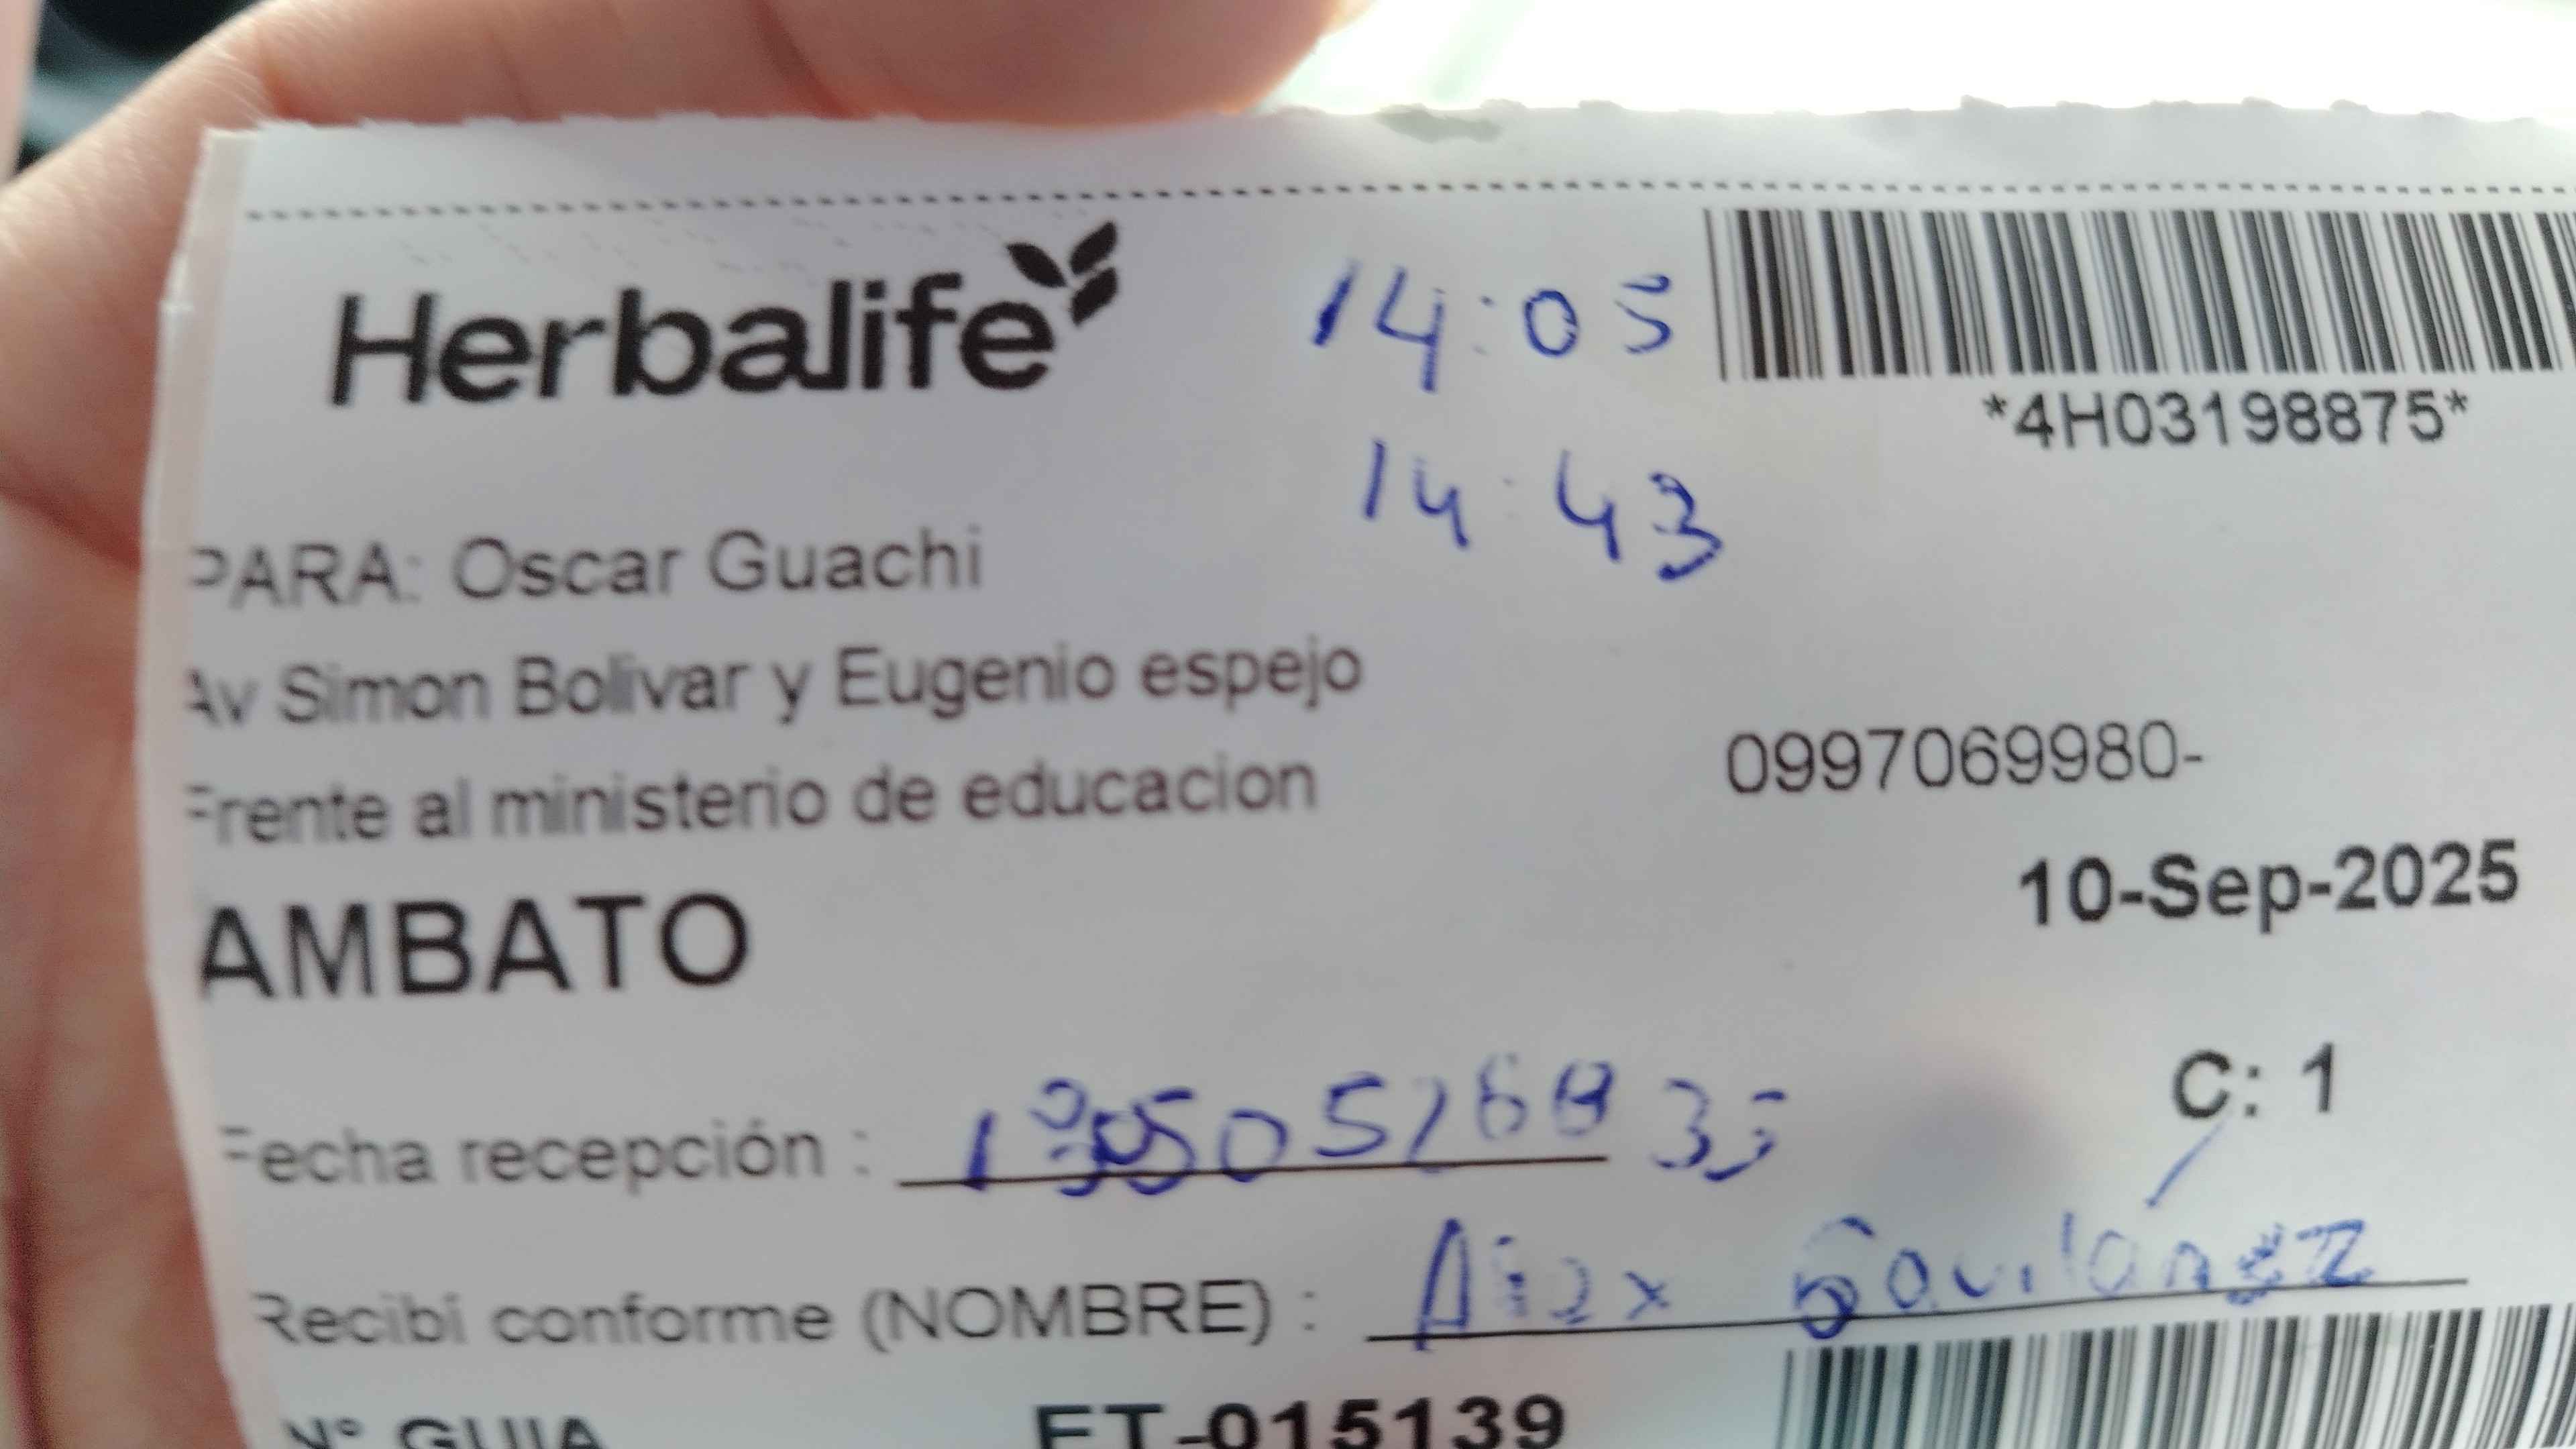 Herbalife
14:05
*4H03198875*
14:43
PARA: Oscar Guachi
Av Simon Bolivar y Eugenio espejo
Frente al ministerio de educacion
0997069980-
10-Sep-2025
AMBATO
C: 1
Fecha recepción :
Recibi conforme (NOMBRE) :
N° GUIA ET-015139